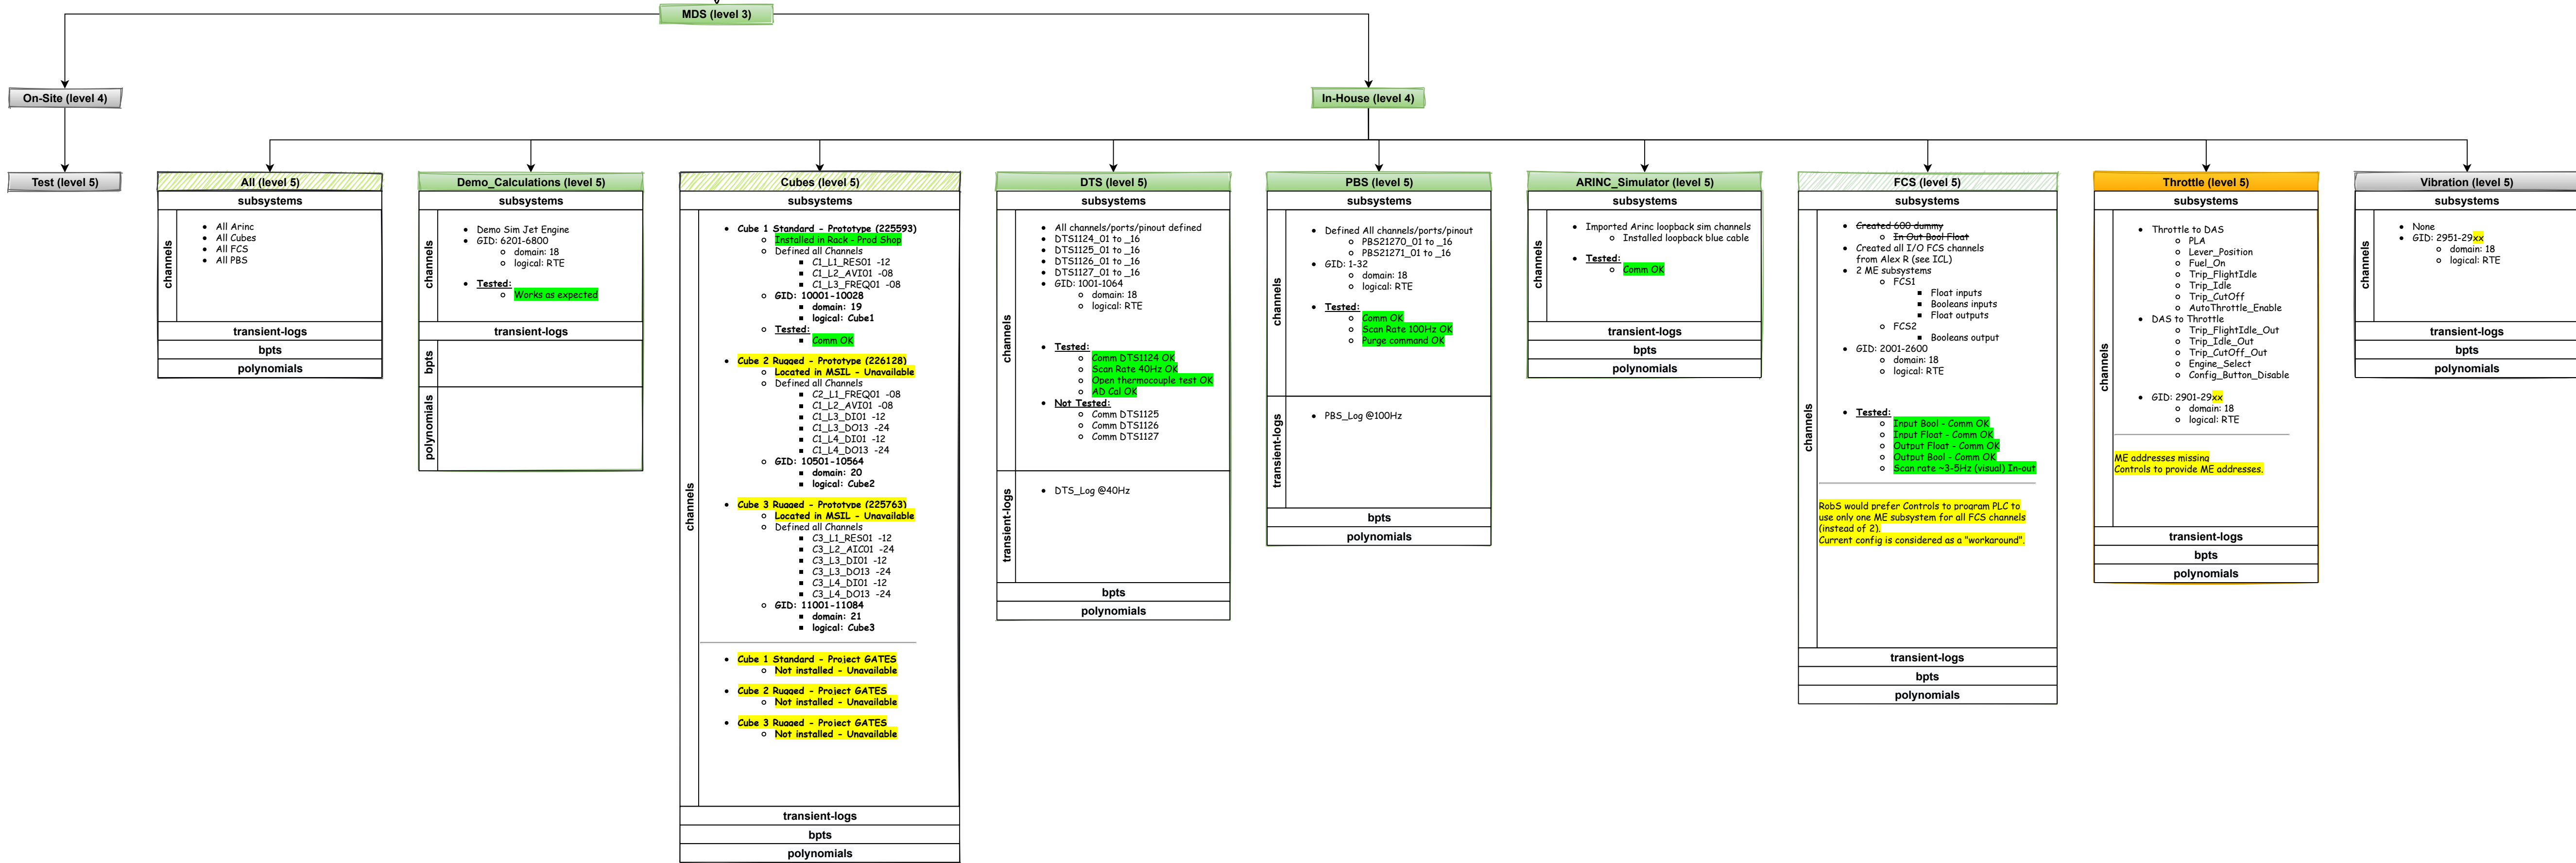 MDS (level 3)
On-Site (level 4)
In-House (level 4)
Test (level 5)
All (level 5)
subsystems
channels
All Arinc
All Cubes
All FCS
All PBS
transient-logs
bpts
polynomials
Demo_Calculations (level 5)
subsystems
channels
Demo Sim Jet Engine
GID: 6201-6800
domain: 18
logical: RTE
Tested:
Works as expected
transient-logs
bpts
polynomials
Cubes (level 5)
subsystems
channels
Cube 1 Standard - Prototype (225593)
Installed in Rack - Prod Shop
Defined all Channels
C1_L1_RES01 -12
C1_L2_AVI01 -08
C1_L3_FREQ01 -08
GID: 10001-10028
domain: 19
logical: Cube1
Tested:
Comm OK
Cube 2 Rugged - Prototype (226128)
Located in MSIL - Unavailable
Defined all Channels
C2_L1_FREQ01 -08
C1_L2_AVI01 -08
C1_L3_DI01 -12
C1_L3_DO13 -24
C1_L4_DI01 -12
C1_L4_DO13 -24
GID: 10501-10564
domain: 20
logical: Cube2
Cube 3 Rugged - Prototype (225763)
Located in MSIL - Unavailable
Defined all Channels
C3_L1_RES01 -12
C3_L2_AIC01 -24
C3_L3_DI01 -12
C3_L3_DO13 -24
C3_L4_DI01 -12
C3_L4_DO13 -24
GID: 11001-11084
domain: 21
logical: Cube3
Cube 1 Standard - Project GATES
Not installed - Unavailable
Cube 2 Rugged - Project GATES
Not installed - Unavailable
Cube 3 Rugged - Project GATES
Not installed - Unavailable
transient-logs
bpts
polynomials
DTS (level 5)
subsystems
channels
All channels/ports/pinout defined
DTS1124_01 to _16
DTS1125_01 to _16
DTS1126_01 to _16
DTS1127_01 to _16
GID: 1001-1064
domain: 18
logical: RTE
Tested:
Comm DTS1124 OK
Scan Rate 40Hz OK
Open thermocouple test OK
AD Cal OK
Not Tested:
Comm DTS1125
Comm DTS1126
Comm DTS1127
transient-logs
DTS_Log @40Hz
bpts
polynomials
PBS (level 5)
subsystems
channels
Defined All channels/ports/pinout
PBS21270_01 to _16
PBS21271_01 to _16
GID: 1-32
domain: 18
logical: RTE
Tested:
Comm OK
Scan Rate 100Hz OK
Purge command OK
transient-logs
PBS_Log @100Hz
bpts
polynomials
ARINC_Simulator (level 5)
subsystems
channels
Imported Arinc loopback sim channels
Installed loopback blue cable
Tested:
Comm OK
transient-logs
bpts
polynomials
FCS (level 5)
subsystems
channels
Created 600 dummy
In Out Bool Float
Created all I/O FCS channels
from Alex R (see ICL)
2 ME subsystems
FCS1
Float inputs
Booleans inputs
Float outputs
FCS2
Booleans output
GID: 2001-2600
domain: 18
logical: RTE
Tested:
Input Bool - Comm OK
Input Float - Comm OK
Output Float - Comm OK
Output Bool - Comm OK
Scan rate ~3-5Hz (visual) In-out
RobS would prefer Controls to program PLC to
use only one ME subsystem for all FCS channels
(instead of 2).
Current config is considered as a "workaround".
transient-logs
bpts
polynomials
Throttle (level 5)
subsystems
channels
Throttle to DAS
PLA
Lever_Position
Fuel_On
Trip_FlightIdle
Trip_Idle
Trip_CutOff
AutoThrottle_Enable
DAS to Throttle
Trip_FlightIdle_Out
Trip_Idle_Out
Trip_CutOff_Out
Engine_Select
Config_Button_Disable
GID: 2901-29xx
domain: 18
logical: RTE
ME addresses missing
Controls to provide ME addresses.
transient-logs
bpts
polynomials
Vibration (level 5)
subsystems
channels
None
GID: 2951-29xx
domain: 18
logical: RTE
transient-logs
bpts
polynomials